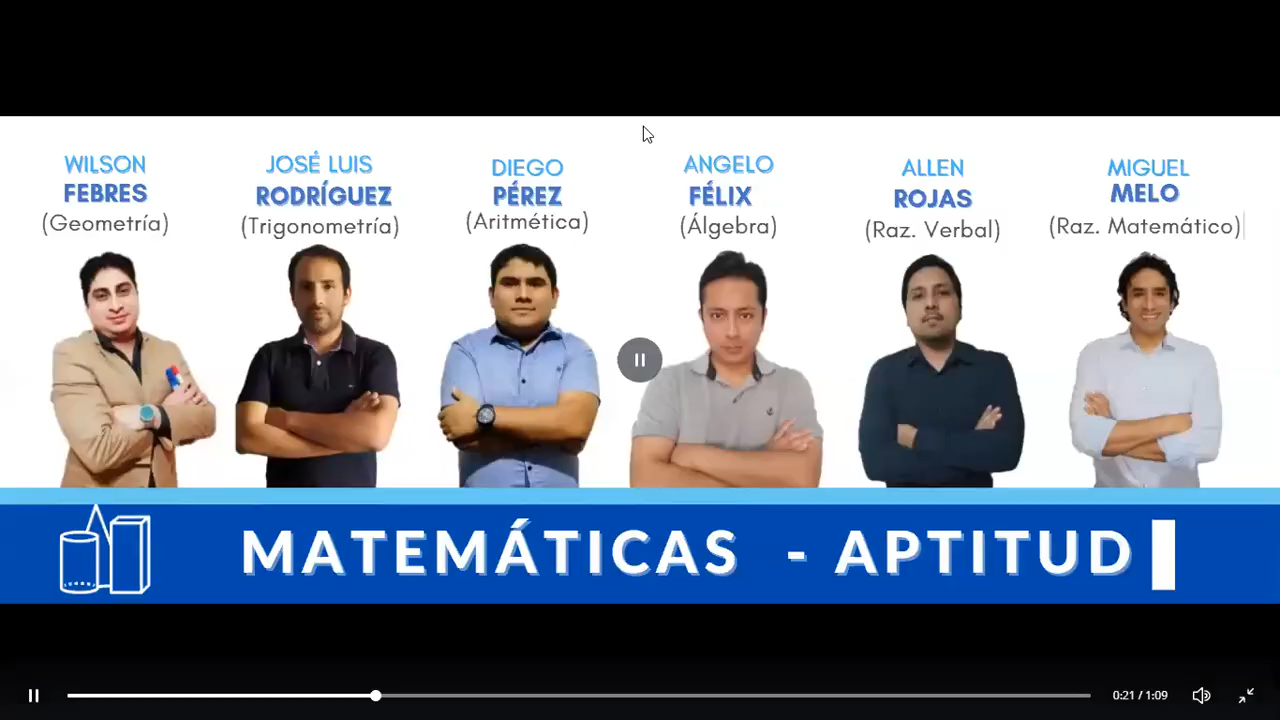 WILSON
FEBRES
(Geometría)
JOSÉ LUIS
RODRÍGUEZ
(Trigonometría)
DIEGO
PÉREZ
(Aritmética)
ANGELO
FÉLIX
(Álgebra)
ALLEN
ROJAS
(Raz. Verbal)
MIGUEL
MELO
(Raz. Matemático)
MATEMÁTICAS - APTITUD
0:21 / 1:09